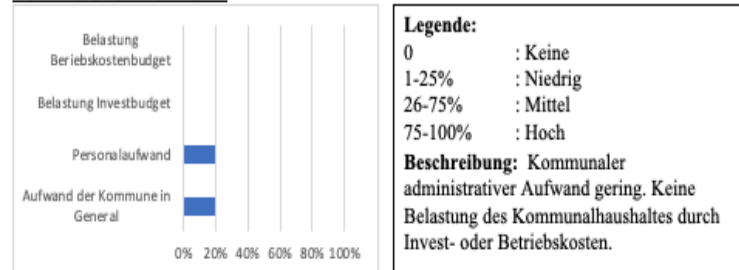 Belastung
Beriebskostenbudget
Belastung Investbudget
Personalaufwand
Aufwand der Kommune in
General
0% 20% 40% 60% 80% 100%
Legende:
0 : Keine
1-25% : Niedrig
26-75% : Mittel
75-100% : Hoch
Beschreibung: Kommunaler
administrativer Aufwand gering. Keine
Belastung des Kommunalhaushaltes durch
Invest- oder Betriebskosten.